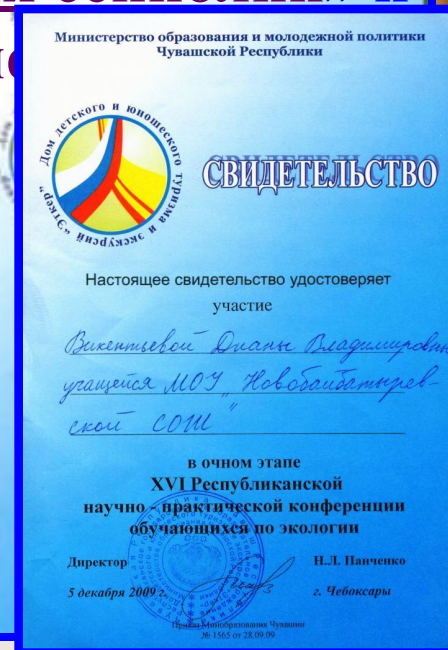 Министерство образования и молодежной политики
Чувашской Республики
Дом детского и юношеского туризма и экскурсий "Эткер"
СВИДЕТЕЛЬСТВО
Настоящее свидетельство удостоверяет
участие
Викентьевой Дианы Владимировны
учащейся МОУ "Новобайбатырев-
ской СОШ"
в очном этапе
XVI Республиканской
научно - практической конференции
обучающихся по экологии
Директор Н.Л. Панченко
5 декабря 2009 г. г. Чебоксары
Приказ Минобразования Чувашии
№ 1565 от 28.09.09